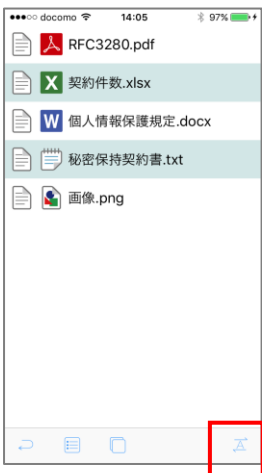 docomo 14:05 97%
RFC3280.pdf
契約件数.xlsx
個人情報保護規定.docx
秘密保持契約書.txt
画像.png